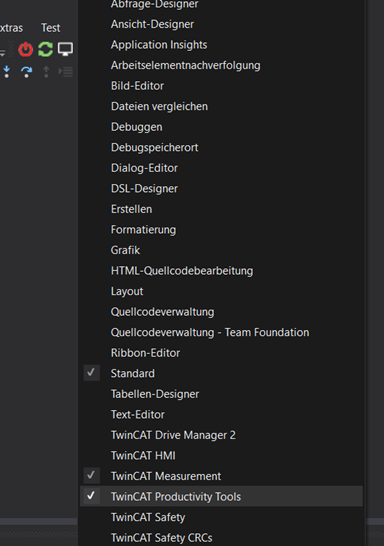 Abfrage-Designer
xtras Test
Ansicht-Designer
Application Insights
Arbeitselementnachverfolgung
Bild-Editor
Dateien vergleichen
Debuggen
Debugspeicherort
Dialog-Editor
DSL-Designer
Erstellen
Formatierung
Grafik
HTML-Quellcodebearbeitung
Layout
Quellcodeverwaltung
Quellcodeverwaltung - Team Foundation
Ribbon-Editor
Standard
Tabellen-Designer
Text-Editor
TwinCAT Drive Manager 2
TwinCAT HMI
TwinCAT Measurement
TwinCAT Productivity Tools
TwinCAT Safety
TwinCAT Safety CRCs